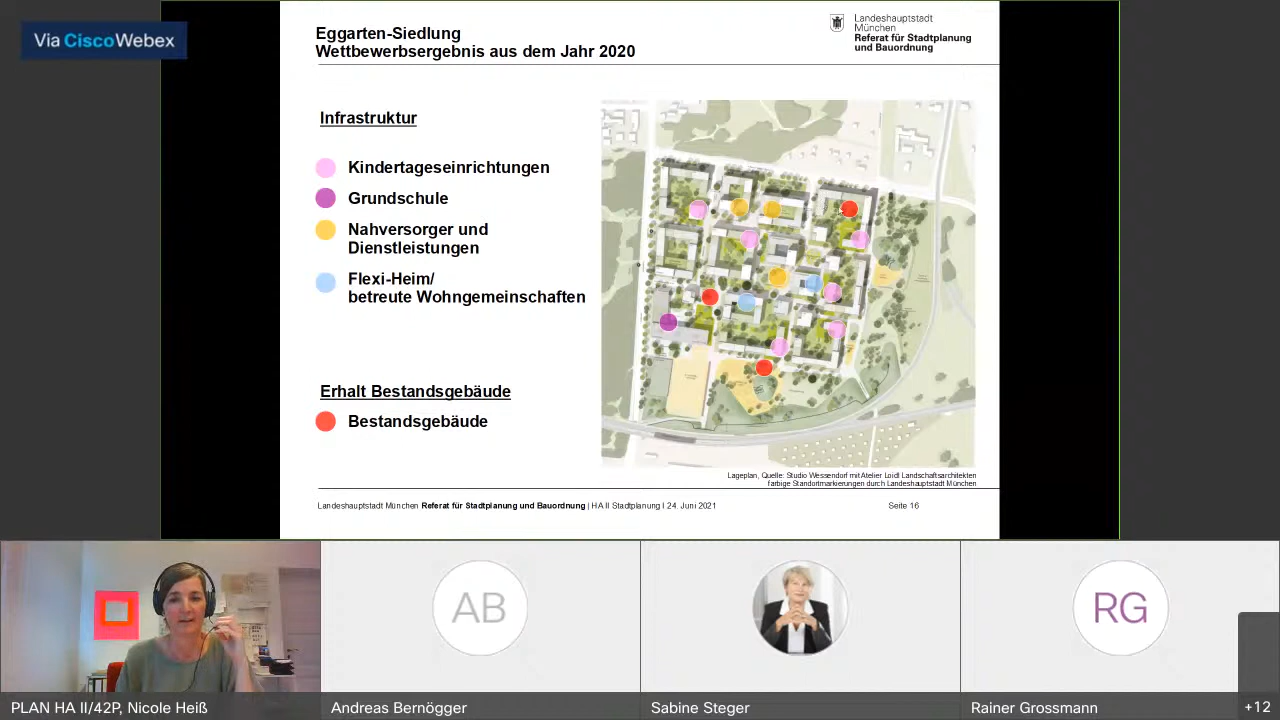 Via Cisco Webex
Eggarten-Siedlung
Wettbewerbsergebnis aus dem Jahr 2020
Landeshauptstadt
München
Referat für Stadtplanung
und Bauordnung
Infrastruktur
Kindertageseinrichtungen
Grundschule
Nahversorger und
Dienstleistungen
Flexi-Heim/
betreute Wohngemeinschaften
Erhalt Bestandsgebäude
Bestandsgebäude
Lageplan, Quelle: Studio Wessendorf mit Atelier Loidl Landschaftsarchitekten
farbige Standortmarkierungen durch Landeshauptstadt München
Landeshauptstadt München Referat für Stadtplanung und Bauordnung | HA II Stadtplanung I 24. Juni 2021
Seite 16
AB
RG
PLAN HA II/42P, Nicole Heiß
Andreas Bernögger
Sabine Steger
Rainer Grossmann
+12